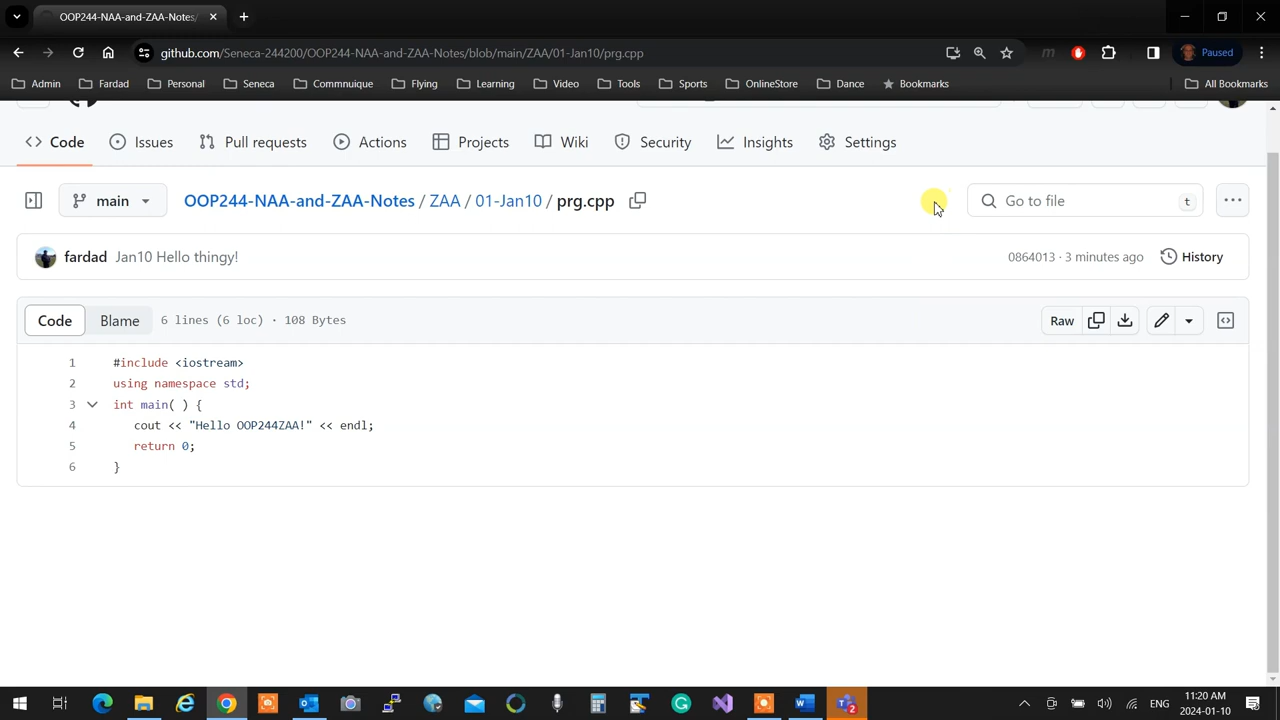 OOP244-NAA-and-ZAA-Notes/
github.com/Seneca-244200/OOP244-NAA-and-ZAA-Notes/blob/main/ZAA/01-Jan10/prg.cpp
Paused
Admin Fardad Personal Seneca Commnuique Flying Learning Video Tools Sports OnlineStore Dance Bookmarks All Bookmarks
Code Issues Pull requests Actions Projects Wiki Security Insights Settings
main OOP244-NAA-and-ZAA-Notes / ZAA / 01-Jan10 / prg.cpp Go to file t
fardad Jan10 Hello thingy! 0864013 · 3 minutes ago History
Code Blame 6 lines (6 loc) · 108 Bytes Raw
1 #include <iostream>
2 using namespace std;
3 int main( ) {
4 cout << "Hello OOP244ZAA!" << endl;
5 return 0;
6 }
11:20 AM
ENG
2024-01-10